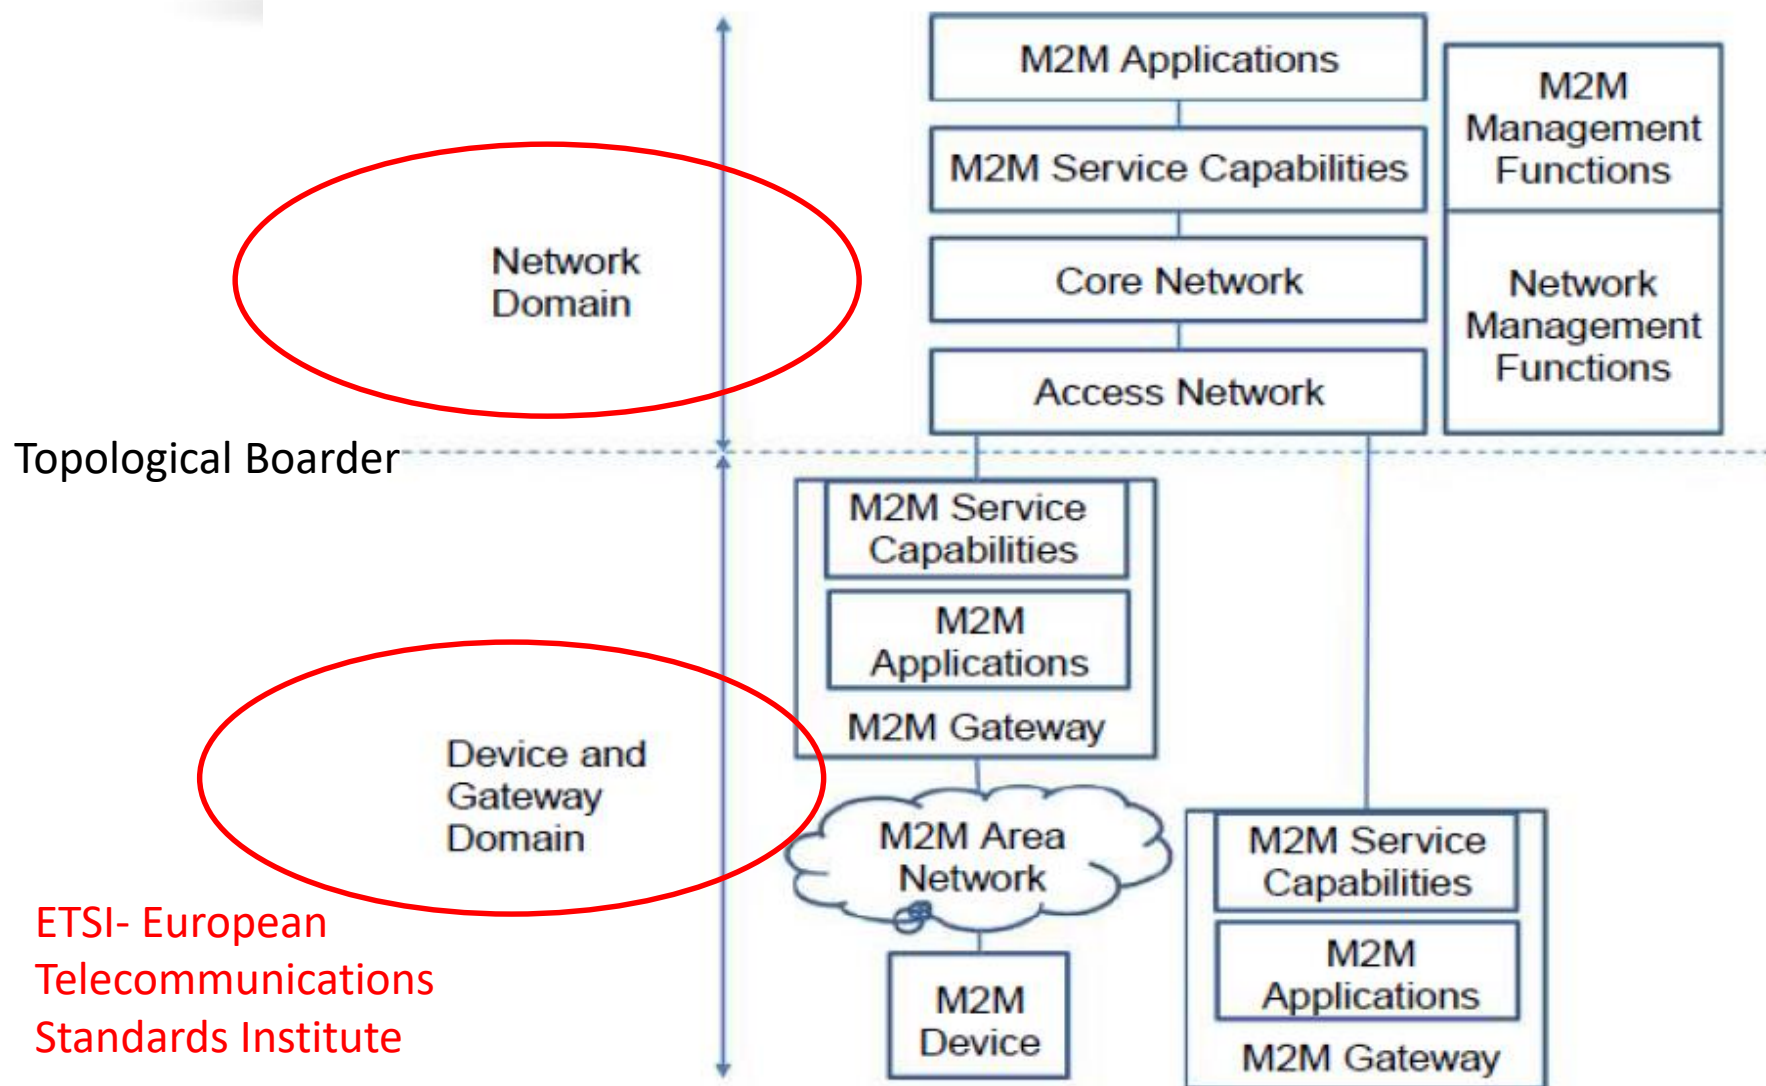 M2M Applications
M2M
Management
Functions
M2M Service Capabilities
Network
Domain
Core Network
Network
Management
Functions
Access Network
Topological Boarder
M2M Service
Capabilities
M2M
Applications
M2M Gateway
Device and
Gateway
Domain
M2M Area
Network
M2M Service
Capabilities
M2M
Applications
M2M Gateway
M2M
Device
ETSI- European
Telecommunications
Standards Institute